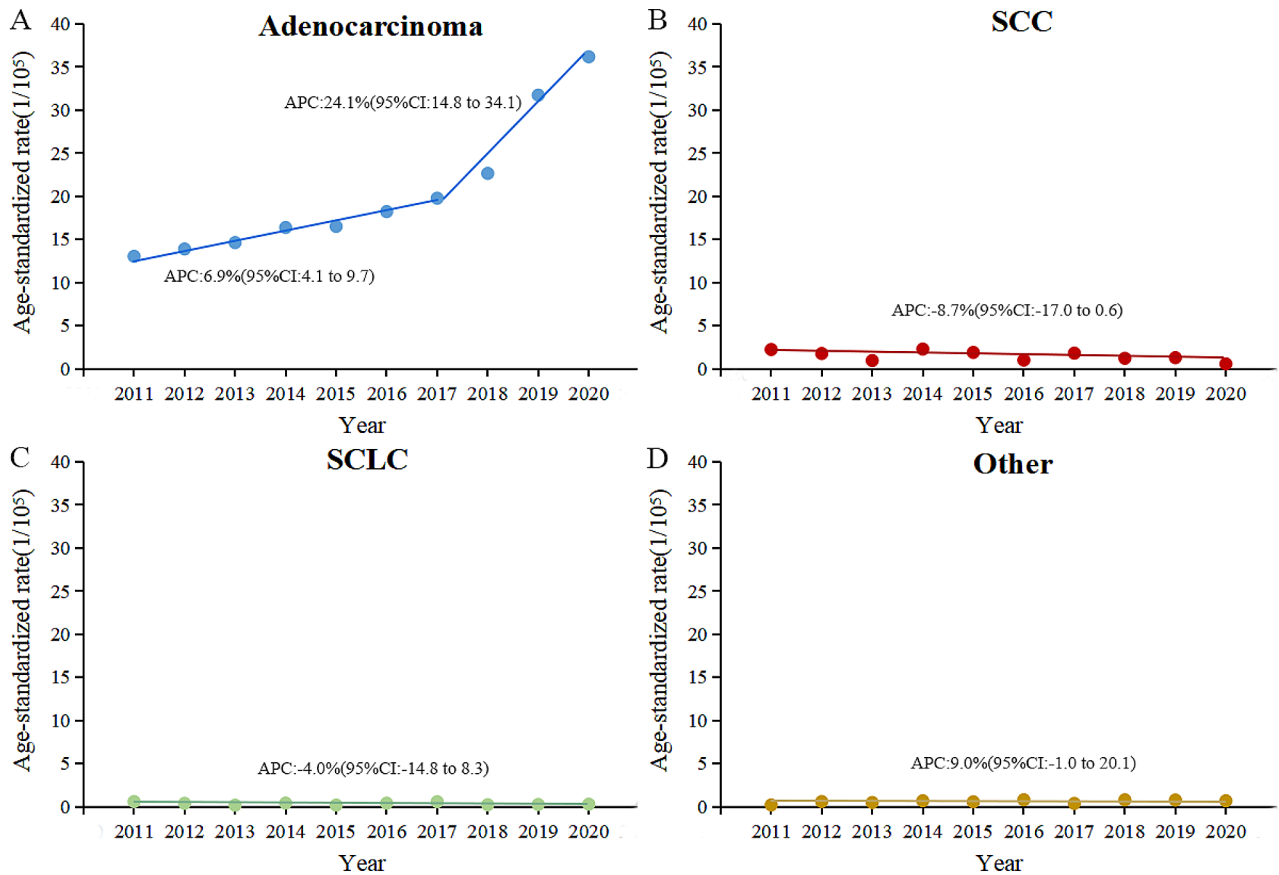 A
Adenocarcinoma
Age-standardized rate(1/10⁵)
40
35
30
25
20
15
10
5
0
APC:24.1%(95%CI:14.8 to 34.1)
APC:6.9%(95%CI:4.1 to 9.7)
2011 2012 2013 2014 2015 2016 2017 2018 2019 2020
Year
B
SCC
Age-standardized rate(1/10⁵)
40
35
30
25
20
15
10
5
0
APC:-8.7%(95%CI:-17.0 to 0.6)
2011 2012 2013 2014 2015 2016 2017 2018 2019 2020
Year
C
SCLC
Age-standardized rate(1/10⁵)
40
35
30
25
20
15
10
5
0
APC:-4.0%(95%CI:-14.8 to 8.3)
2011 2012 2013 2014 2015 2016 2017 2018 2019 2020
Year
D
Other
Age-standardized rate(1/10⁵)
40
35
30
25
20
15
10
5
0
APC:9.0%(95%CI:-1.0 to 20.1)
2011 2012 2013 2014 2015 2016 2017 2018 2019 2020
Year